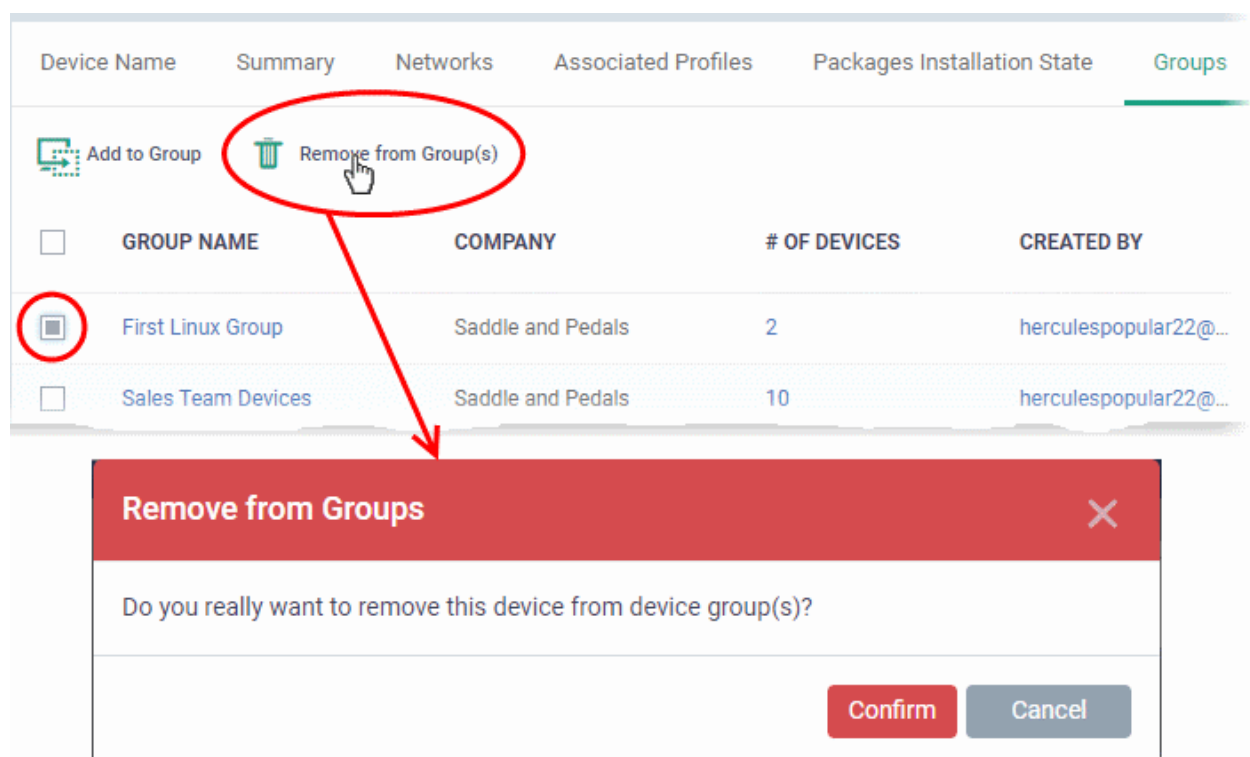 Device Name Summary Networks Associated Profiles Packages Installation State Groups
Add to Group Remove from Group(s)
GROUP NAME COMPANY # OF DEVICES CREATED BY
First Linux Group Saddle and Pedals 2 herculespopular22@...
Sales Team Devices Saddle and Pedals 10 herculespopular22@...
Remove from Groups
Do you really want to remove this device from device group(s)?
Confirm Cancel